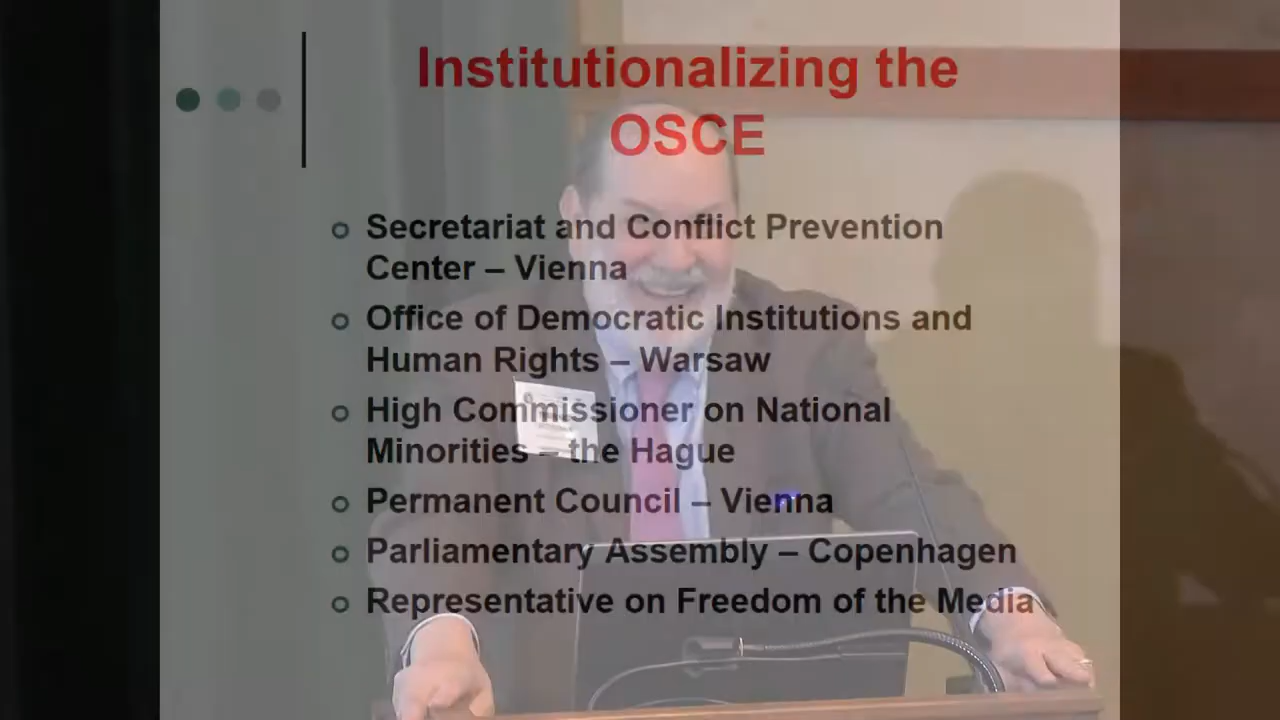 Institutionalizing the
OSCE
Secretariat and Conflict Prevention
Center – Vienna
Office of Democratic Institutions and
Human Rights – Warsaw
High Commissioner on National
Minorities – the Hague
Permanent Council – Vienna
Parliamentary Assembly – Copenhagen
Representative on Freedom of the Media